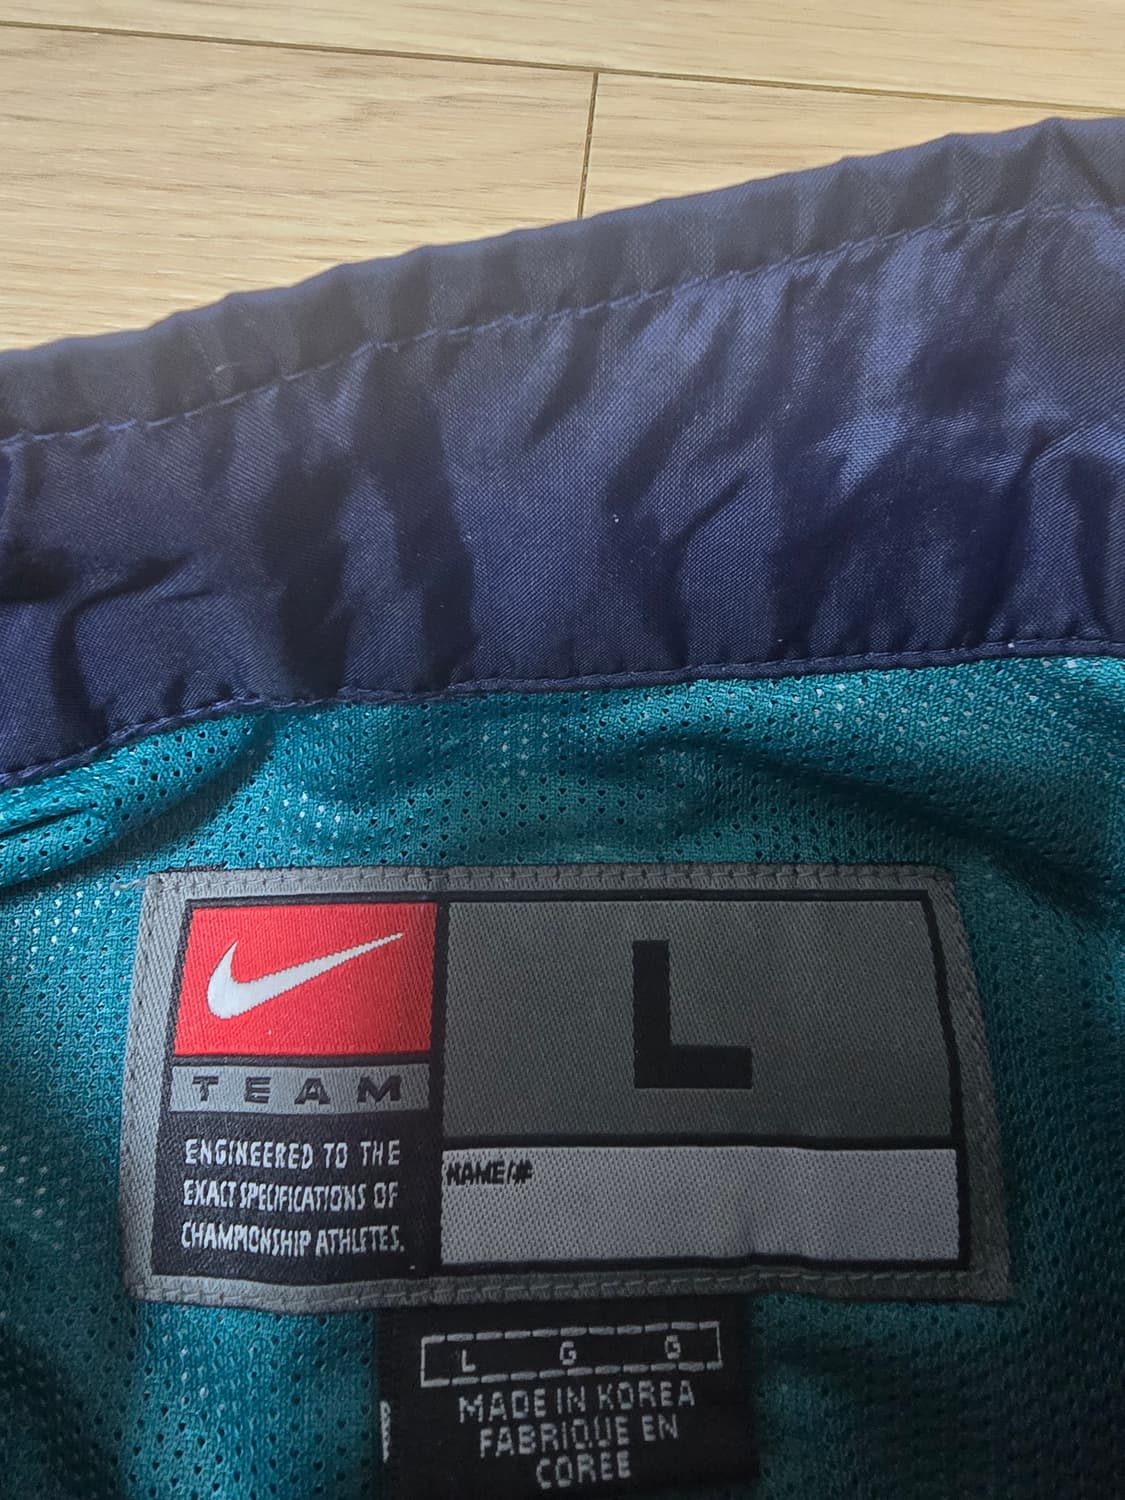 L
TEAM
ENGINEERED TO THE
EXACT SPECIFICATIONS OF
CHAMPIONSHIP ATHLETES.
NAME/#
L G G
MADE IN KOREA
FABRIQUE EN
COREE